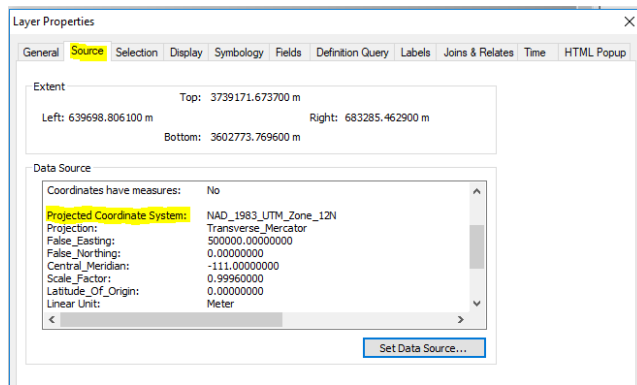 Layer Properties
General Source Selection Display Symbology Fields Definition Query Labels Joins & Relates Time HTML Popup
Extent
Top: 3739171.673700 m
Left: 639698.806100 m Right: 683285.462900 m
Bottom: 3602773.769600 m
Data Source
Coordinates have measures: No
Projected Coordinate System: NAD_1983_UTM_Zone_12N
Projection: Transverse_Mercator
False_Easting: 500000.00000000
False_Northing: 0.00000000
Central_Meridian: -111.00000000
Scale_Factor: 0.99960000
Latitude_Of_Origin: 0.00000000
Linear Unit: Meter
Set Data Source...